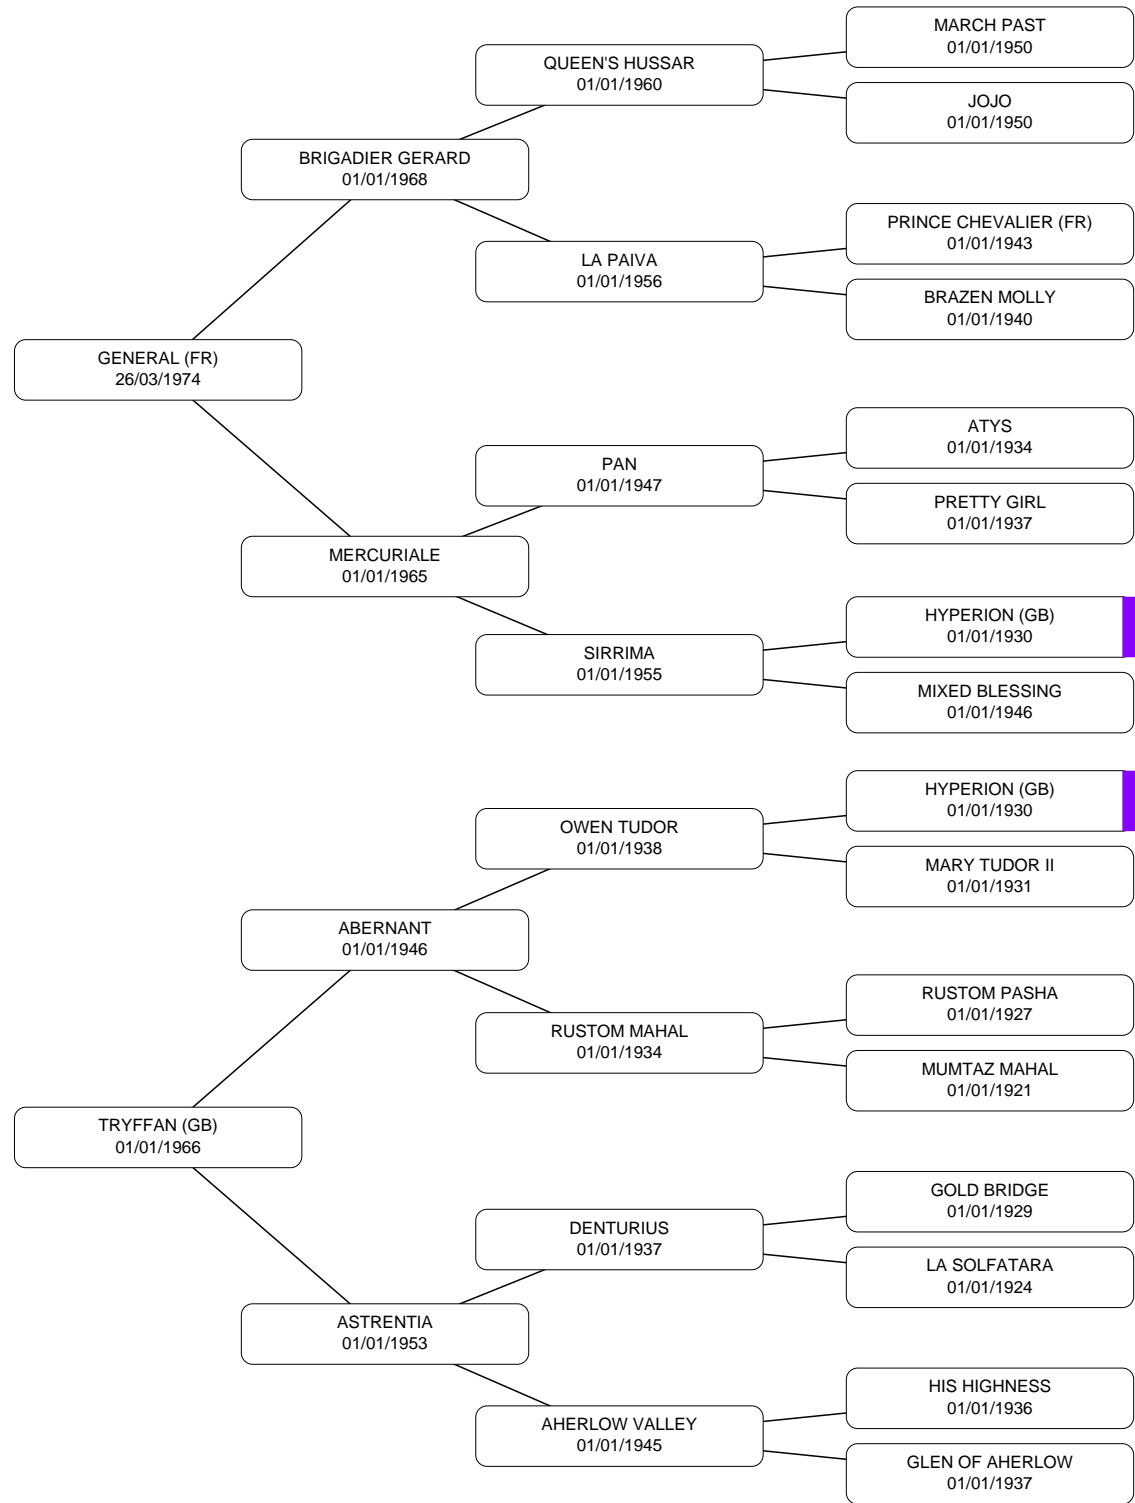 MARCH PAST
01/01/1950
QUEEN'S HUSSAR
01/01/1960
JOJO
01/01/1950
BRIGADIER GERARD
01/01/1968
PRINCE CHEVALIER (FR)
01/01/1943
LA PAIVA
01/01/1956
BRAZEN MOLLY
01/01/1940
GENERAL (FR)
26/03/1974
ATYS
01/01/1934
PAN
01/01/1947
PRETTY GIRL
01/01/1937
MERCURIALE
01/01/1965
HYPERION (GB)
01/01/1930
SIRRIMA
01/01/1955
MIXED BLESSING
01/01/1946
HYPERION (GB)
01/01/1930
OWEN TUDOR
01/01/1938
MARY TUDOR II
01/01/1931
ABERNANT
01/01/1946
RUSTOM PASHA
01/01/1927
RUSTOM MAHAL
01/01/1934
MUMTAZ MAHAL
01/01/1921
TRYFFAN (GB)
01/01/1966
GOLD BRIDGE
01/01/1929
DENTURIUS
01/01/1937
LA SOLFATARA
01/01/1924
ASTRENTIA
01/01/1953
HIS HIGHNESS
01/01/1936
AHERLOW VALLEY
01/01/1945
GLEN OF AHERLOW
01/01/1937